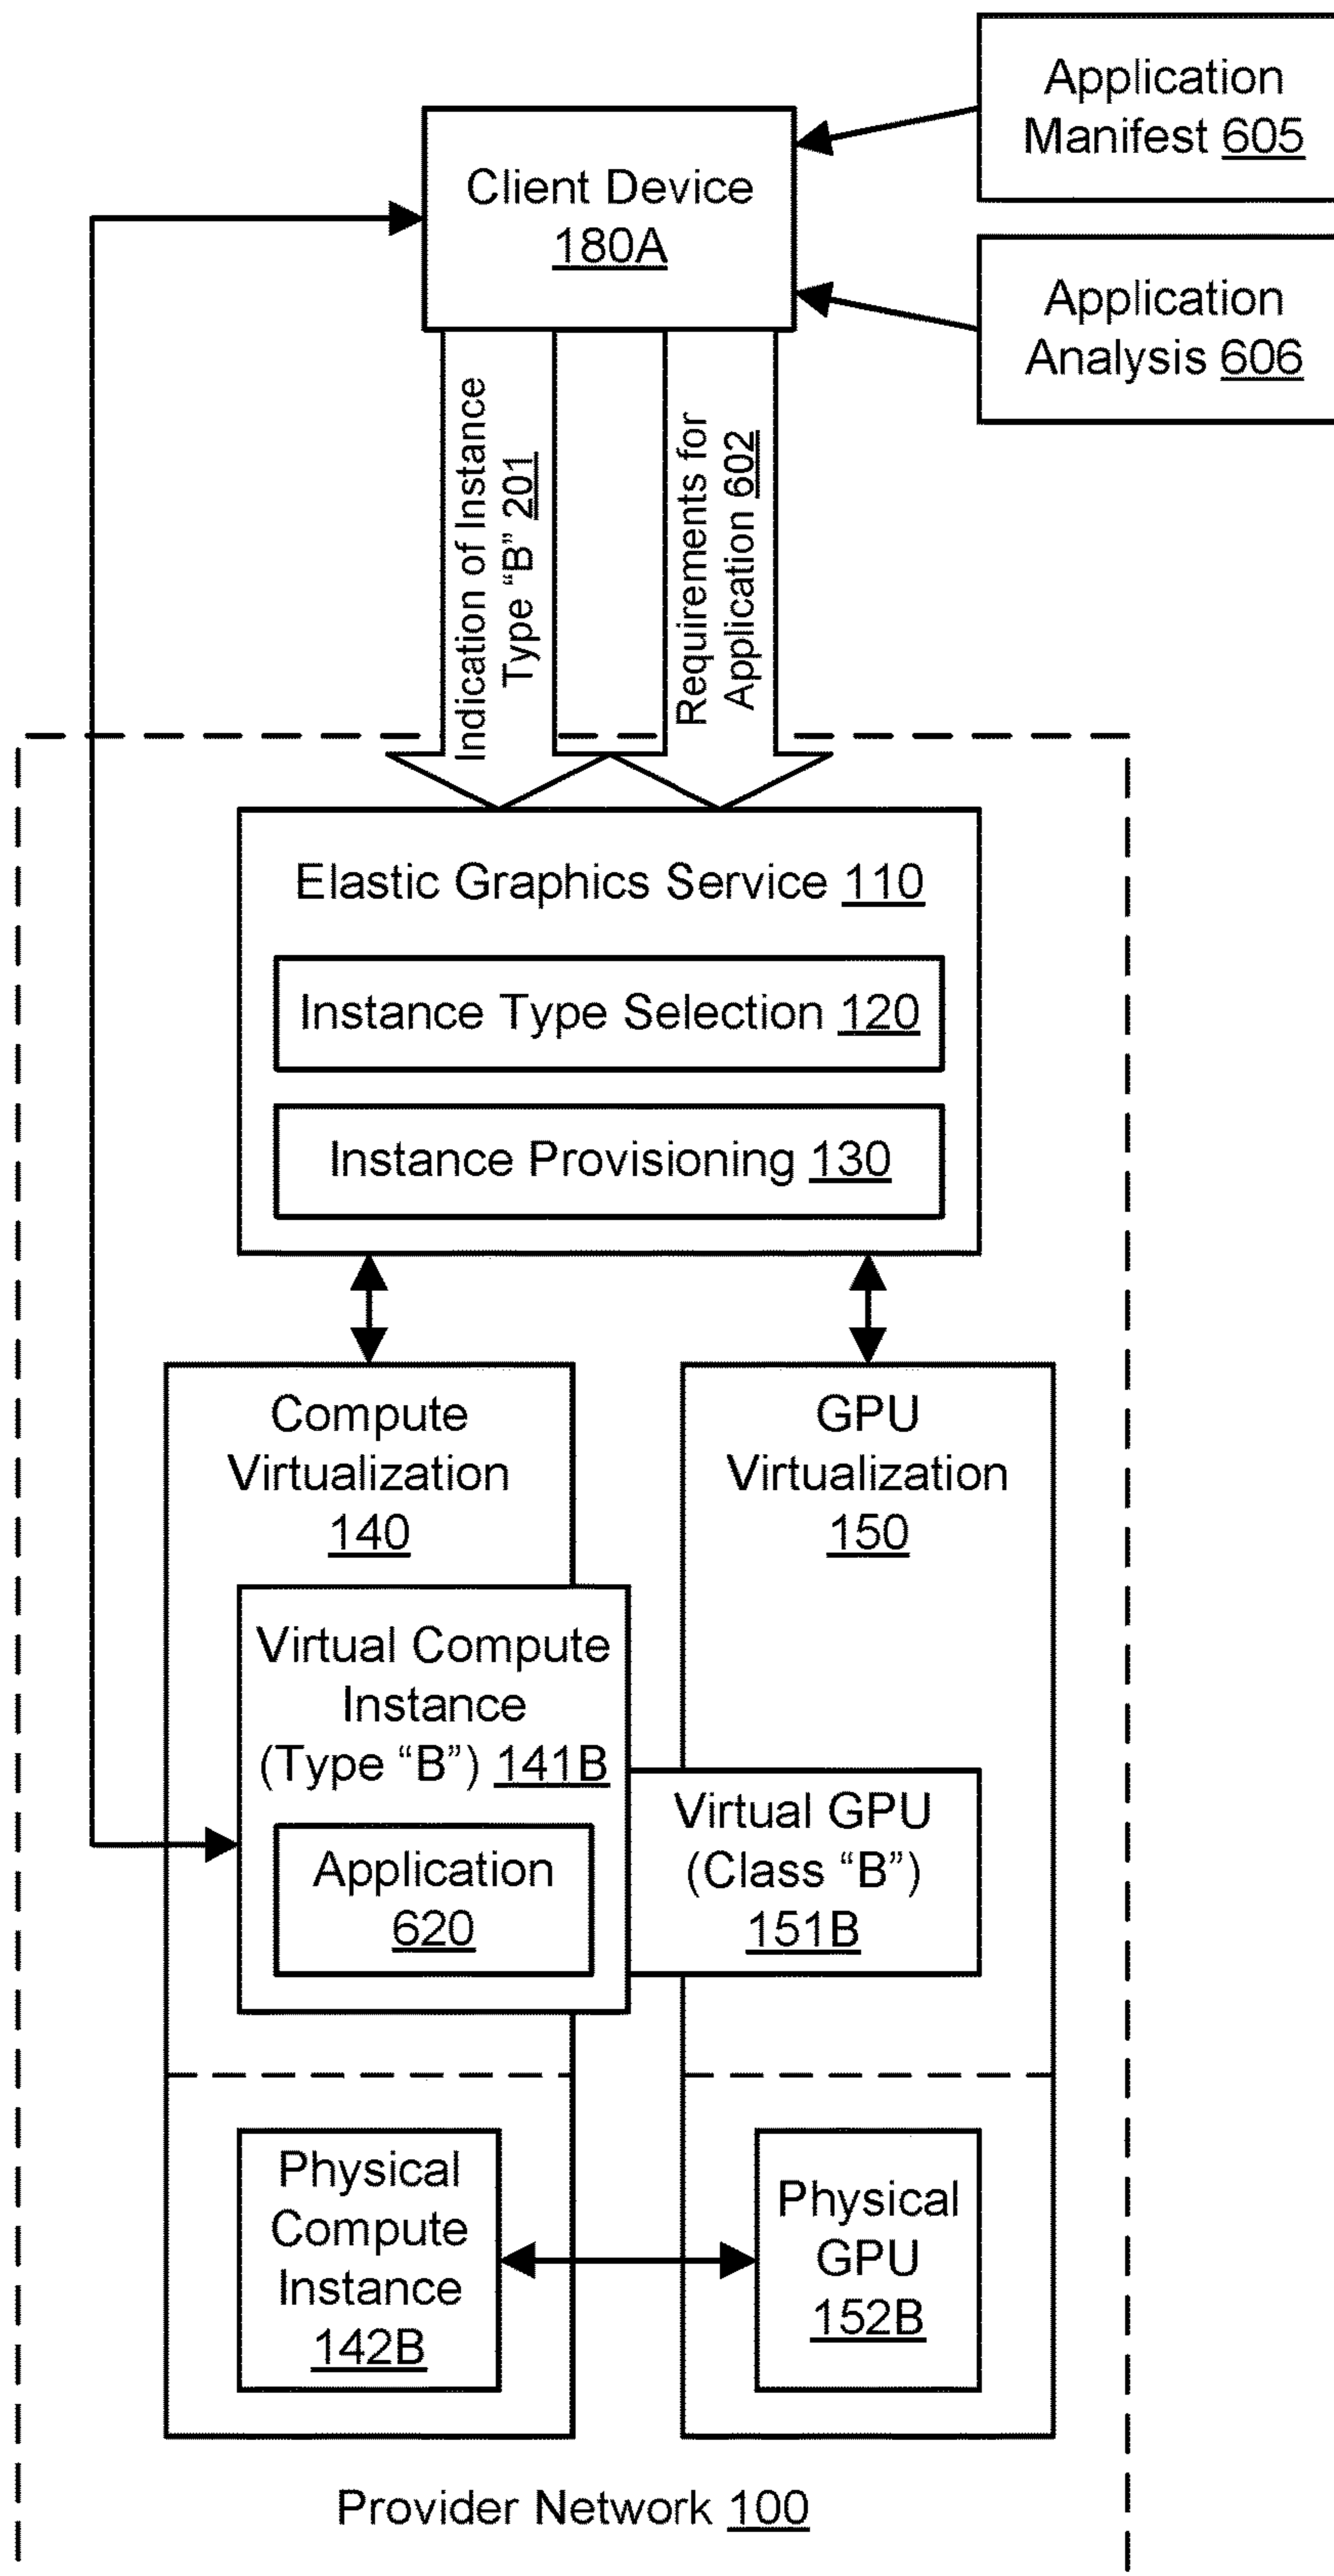 Application
Manifest 605
Client Device
180A
Application
Analysis 606
Indication of Instance
Type “B” 201
Requirements for
Application 602
Elastic Graphics Service 110
Instance Type Selection 120
Instance Provisioning 130
Compute
Virtualization
140
GPU
Virtualization
150
Virtual Compute
Instance
(Type “B”) 141B
Application
620
Virtual GPU
(Class “B”)
151B
Physical
Compute
Instance
142B
Physical
GPU
152B
Provider Network 100